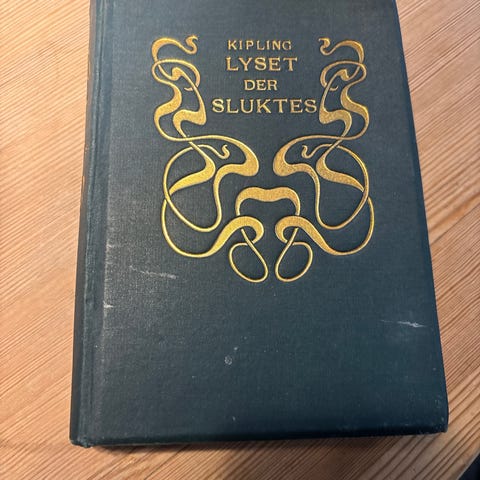 KIPLING
LYSET
DER
SLUKTES